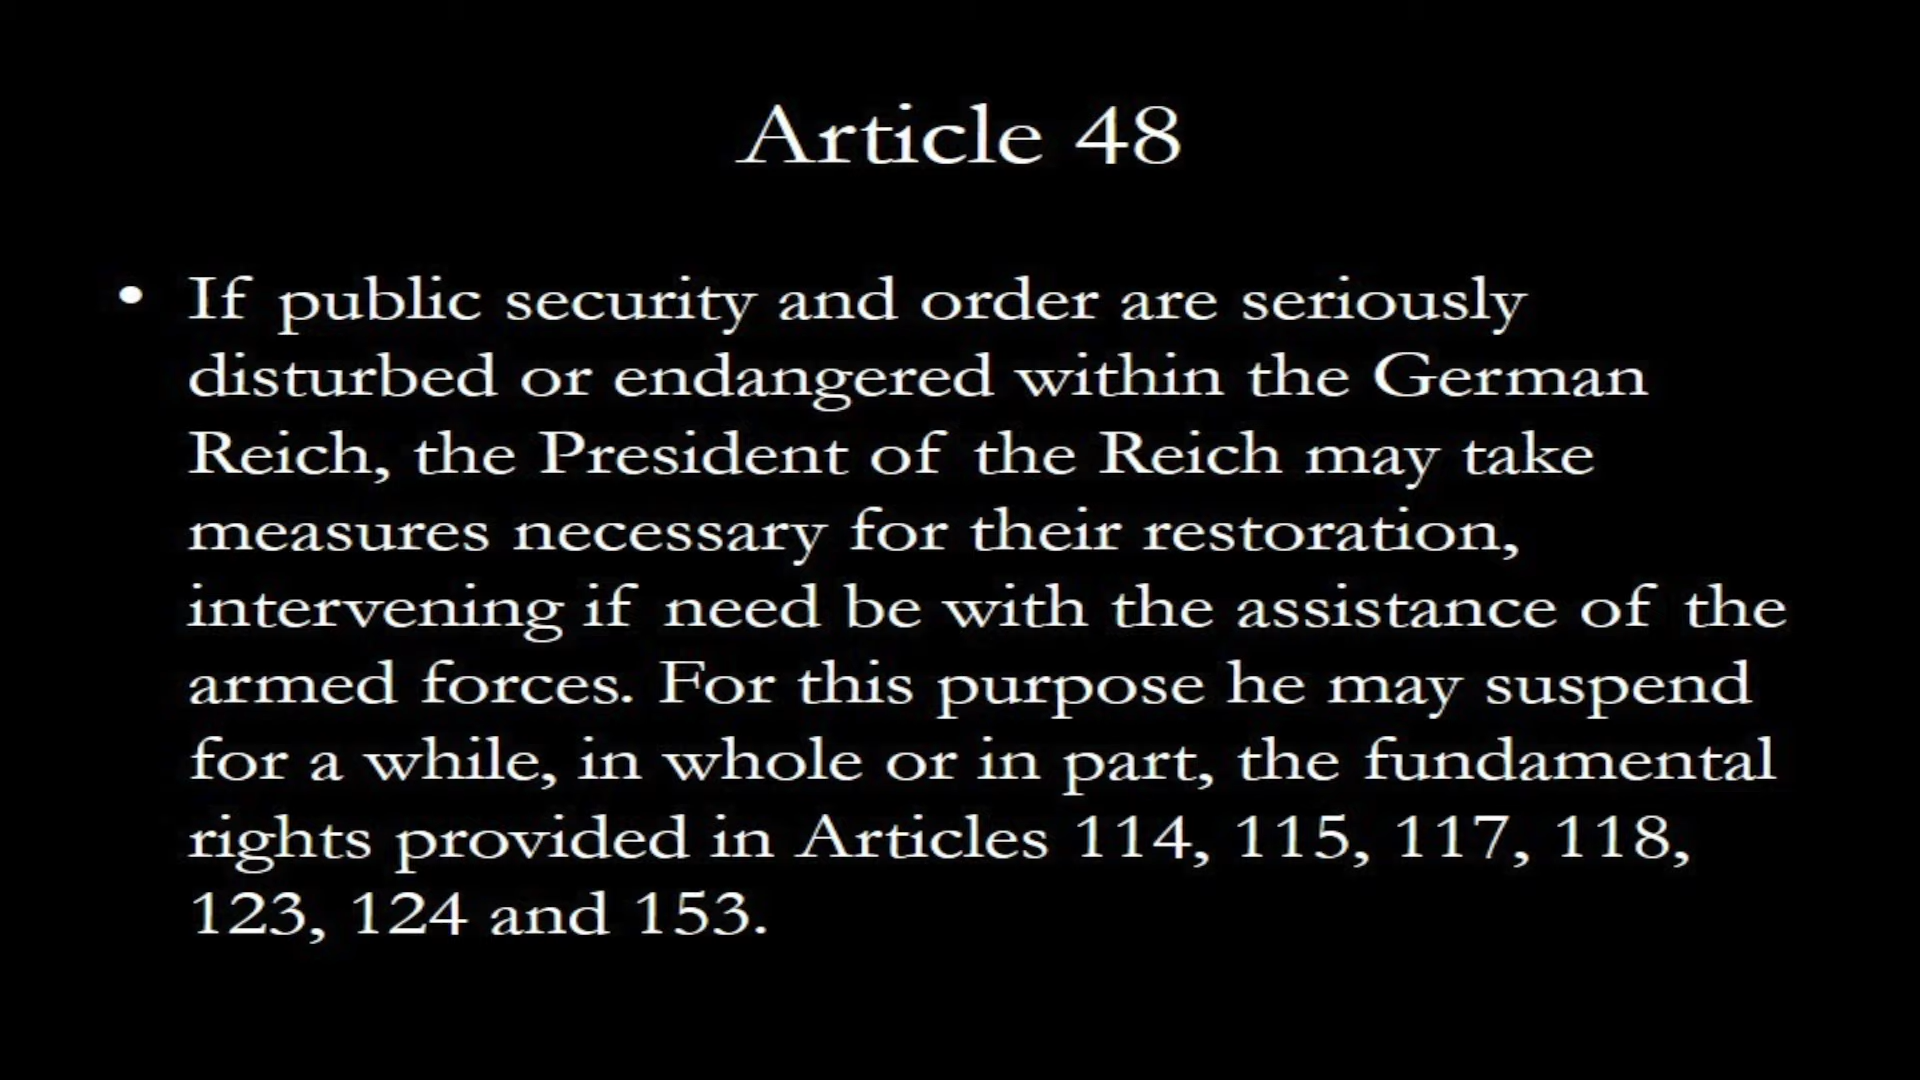 Article 48
• If public security and order are seriously
disturbed or endangered within the German
Reich, the President of the Reich may take
measures necessary for their restoration,
intervening if need be with the assistance of the
armed forces. For this purpose he may suspend
for a while, in whole or in part, the fundamental
rights provided in Articles 114, 115, 117, 118,
123, 124 and 153.